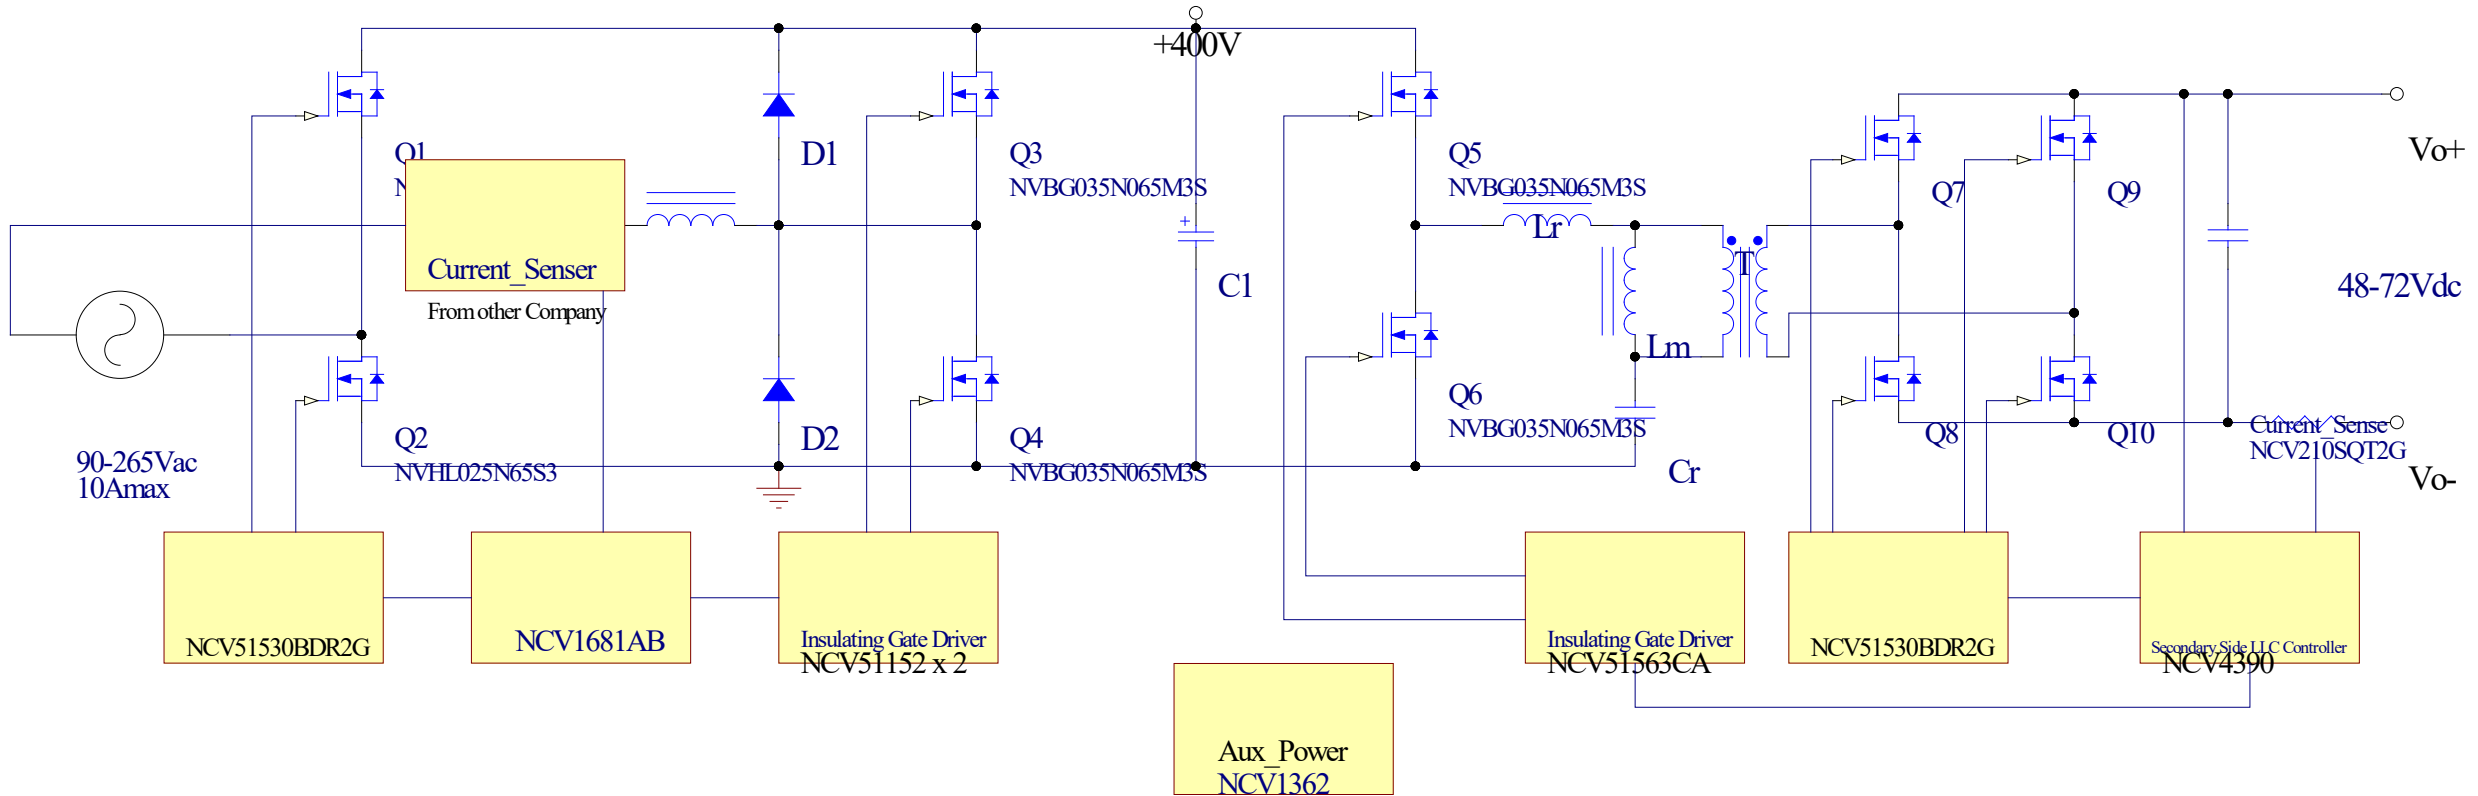 +400V
Q1
N
D1
Q3
NVBG035N065M3S
Q5
NVBG035N065M3S
Vo+
Q7
Q9
Lr
T
Current_Senser
From other Company
+
C1
48-72Vdc
Lm
Q2
NVHL025N65S3
D2
Q4
NVBG035N065M3S
Q6
NVBG035N065M3S
Q8
Q10
Current_Sense
NCV210SQT2G
90-265Vac
10Amax
Cr
Vo-
NCV51530BDR2G
NCV1681AB
Insulating Gate Driver
NCV51152 x 2
Insulating Gate Driver
NCV51563CA
NCV51530BDR2G
Secondary Side LLC Controller
NCV4390
Aux_Power
NCV1362